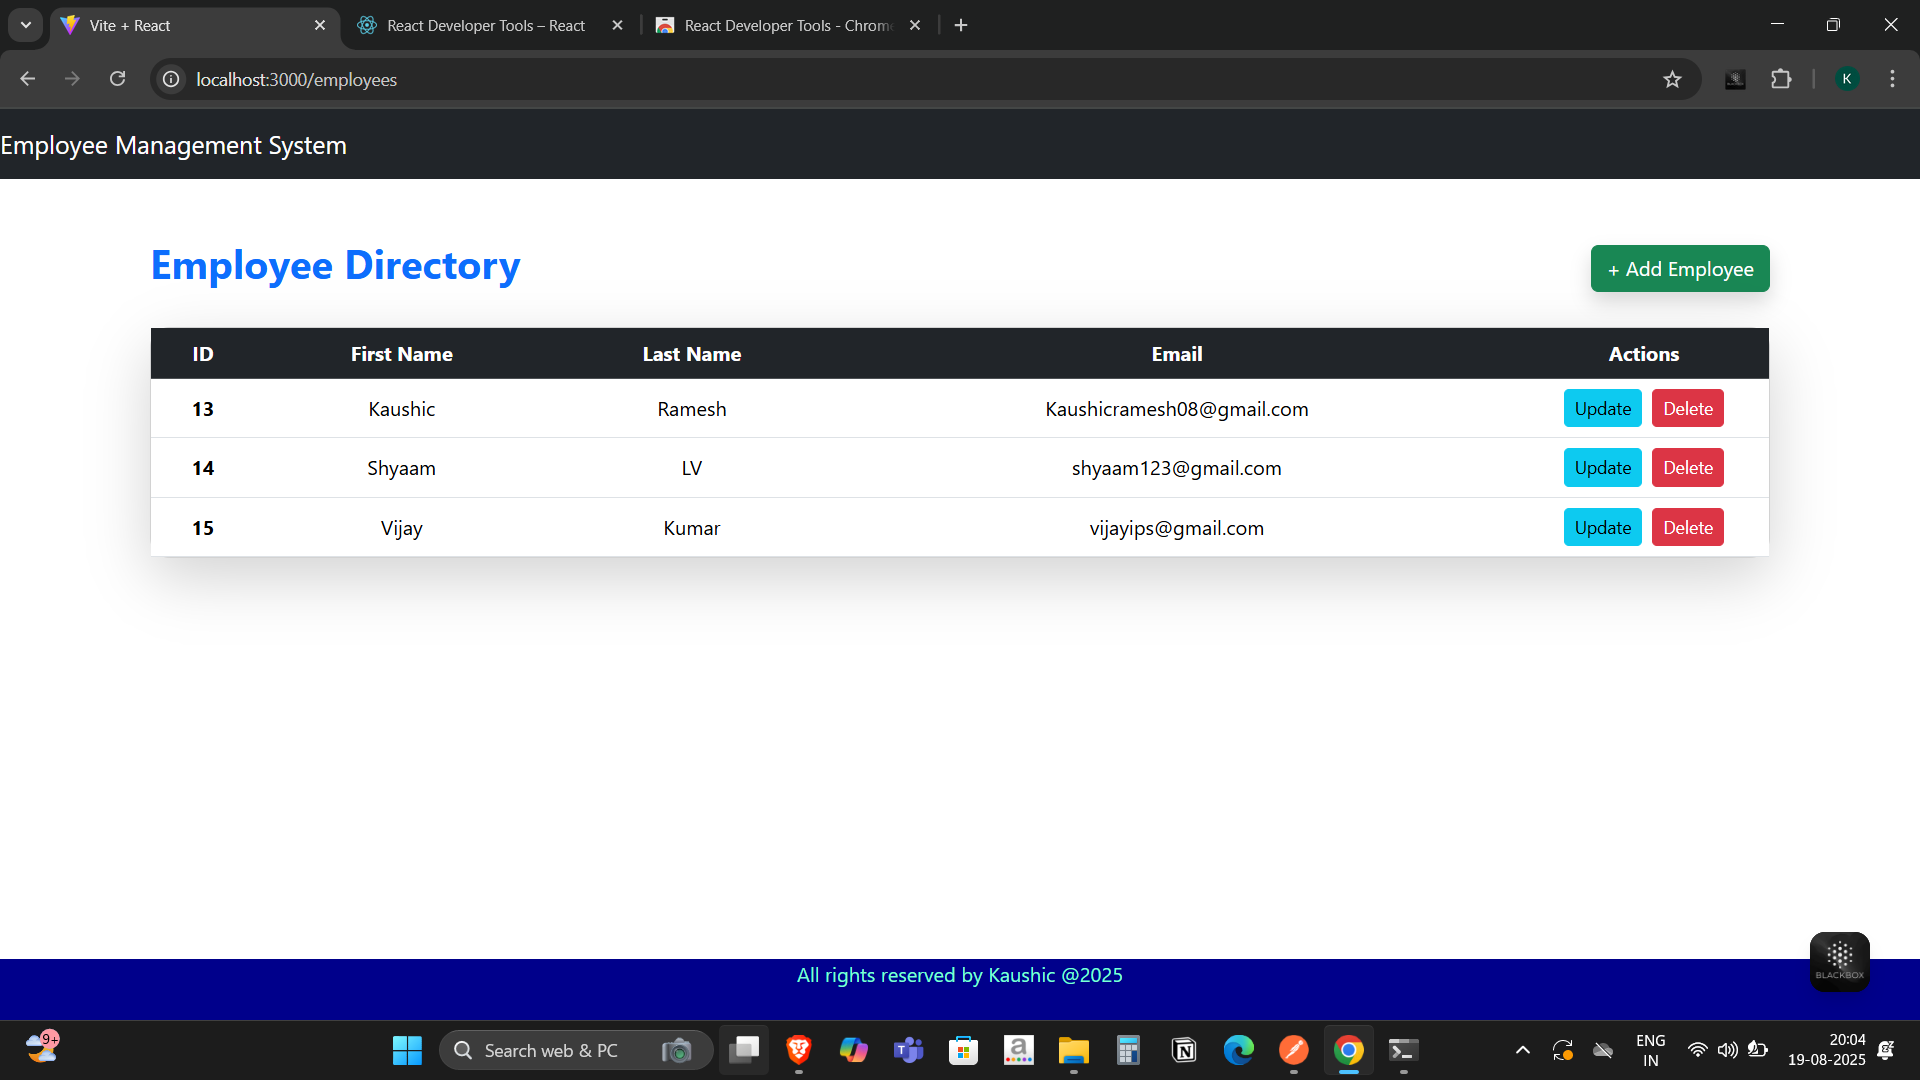 Vite + React
React Developer Tools – React
React Developer Tools - Chrom
localhost:3000/employees
K
Employee Management System
Employee Directory
+ Add Employee
ID First Name Last Name Email Actions
13 Kaushic Ramesh Kaushicramesh08@gmail.com Update Delete
14 Shyaam LV shyaam123@gmail.com Update Delete
15 Vijay Kumar vijayips@gmail.com Update Delete
BLACKBOX
All rights reserved by Kaushic @2025
9+
Search web & PC
ENG
IN
20:04
19-08-2025